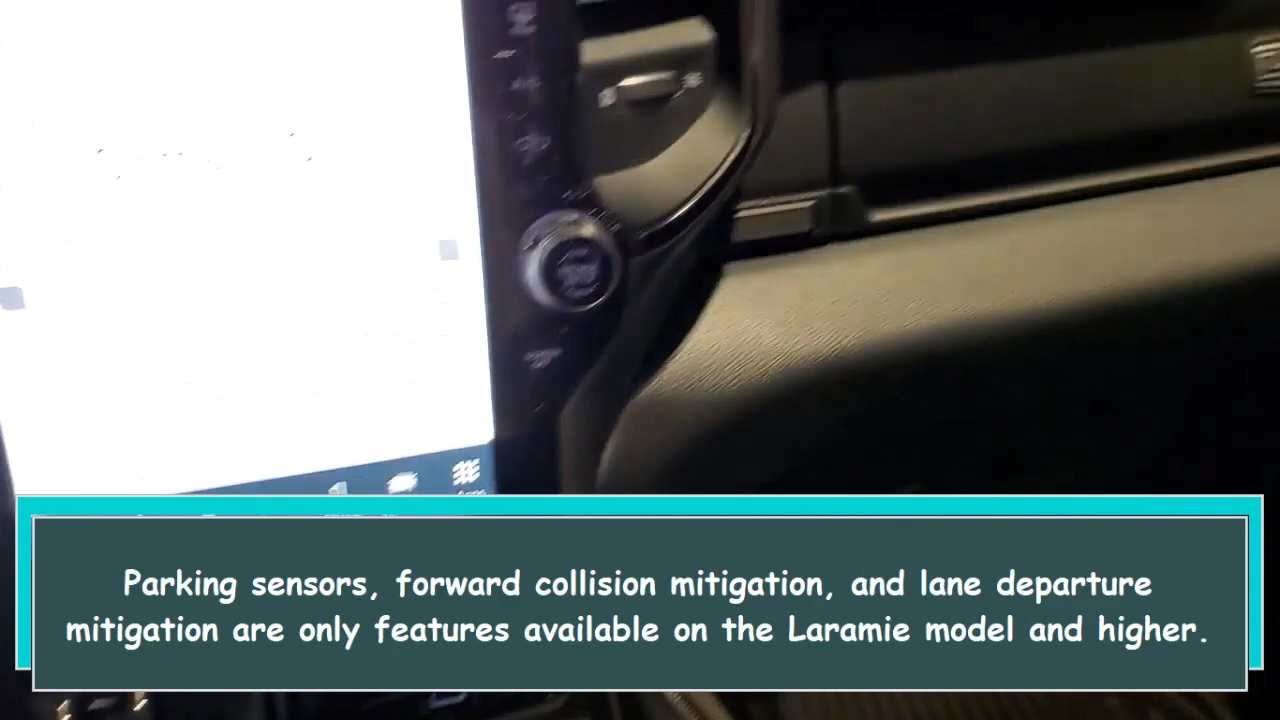 Parking sensors, forward collision mitigation, and lane departure
mitigation are only features available on the Laramie model and higher.